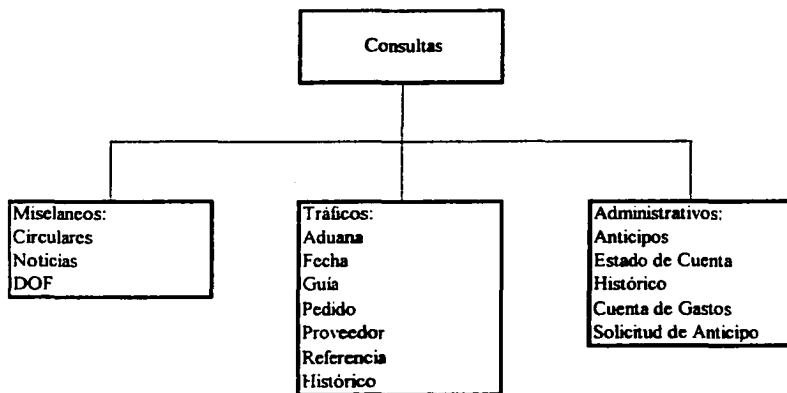 Consultas
Miselaneos:
Circulares
Noticias
DOF
Tráficos:
Aduana
Fecha
Guía
Pedido
Proveedor
Referencia
Histórico
Administrativos:
Anticipos
Estado de Cuenta
Histórico
Cuenta de Gastos
Solicitud de Anticipo